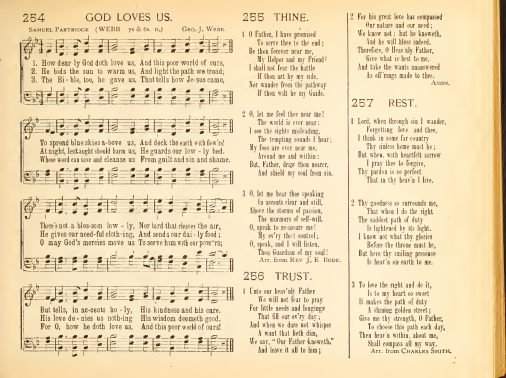 254 GOD LOVES US.
SAMUEL PARTRIDGE (WEBB 7s & 6s. D.) GEO. J. WEBB
1. How dear-ly God doth love us, And this poor world of ours,
2. He bids the sun to warm us, And light the path we tread,
3. The Bi-ble, too, he gave us, That tells how Je-sus came,
To spread blue skies a-bove us, And deck the earth with flow'rs!
At night, lest aught should harm us, He guards our low-ly bed.
Whose word can save and cleanse us From guilt and sin and shame.
There's not a blos-som low-ly, Nor bird that cleaves the air,
He gives our need-ful cloth-ing, And sends our dai-ly food;
O may God's mercies move us To serve him with our pow'rs;
But tells, in ac-cents ho-ly, His kindness and his care.
His love de-nies us noth-ing His wisdom deemeth good.
For O, how he doth love us, And this poor world of ours!
255 THINE.
1 O Father, I have promised
To serve thee to the end;
Be thou forever near me,
My Helper and my Friend!
I shall not fear the battle
If thou art by my side,
Nor wander from the pathway
If thou wilt be my Guide.
2 O, let me feel thee near me!
The world is ever near:
I see the sights misleading,
The tempting sounds I hear;
My foes are ever near me,
Around me and within;
But, Father, draw thou nearer,
And shield my soul from sin.
3 O, let me hear thee speaking
In accents clear and still,
Above the storms of passion,
The murmurs of self-will.
O, speak to re-assure me!
My ev'ry tho't control;
O, speak, and I will listen,
Thou Guardian of my soul!
Arr. from REV J. E. BODE.
256 TRUST.
1 Unto our heav'nly Father
We will not fear to pray
For little needs and longings
That fill our ev'ry day;
And when we dare not whisper
A want that lieth dim,
We say, "Our Father knoweth,"
And leave it all to him;
2 For his great love has compassed
Our nature and our need;
We know not; but he knoweth,
And he will bless indeed.
Therefore, O Heav'nly Father,
Give what is best to me,
And take the wants unanswered
As off'rings made to thee.
ANON.
257 REST.
1 Lord, when through sin I wander,
Forgetting love and thee,
I think in some far country
Thy sinless home must be;
But when, with heartfelt sorrow
I pray thee to forgive,
Thy pardon is so perfect
That in thy heav'n I live.
2 Thy goodness so surrounds me,
That when I do the right
The saddest path of duty
Is lightened by its light.
I know not what thy glories
Before the throne must be,
But here thy smiling presence
Is heav'n on earth to me.
3 To love the right and do it,
Is to my heart so sweet
It makes the path of duty
A shining golden street;
Give me thy strength, O Father,
To choose this path each day,
Then heav'n within, about me,
Shall compass all my way.
Arr. from CHARLES SMITH.